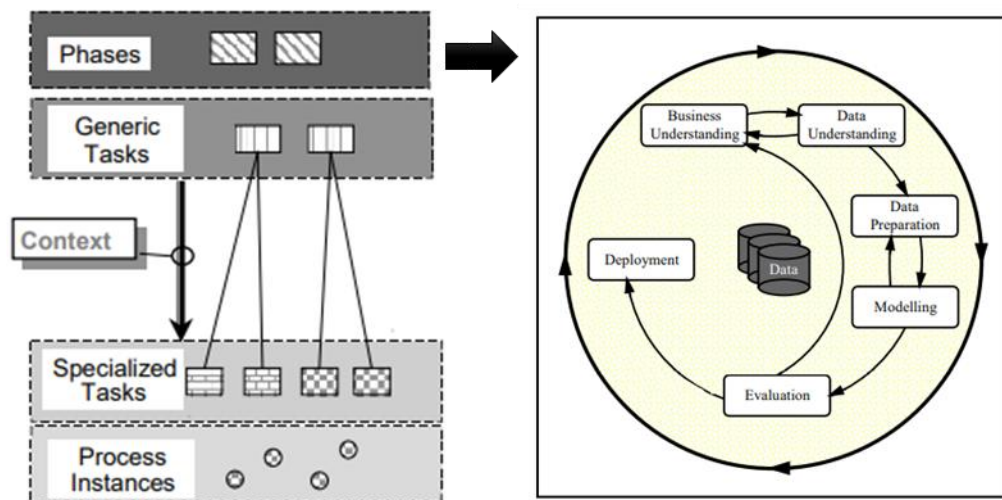 Phases
Generic
Tasks
Context
Specialized
Tasks
Process
Instances
Business
Understanding
Data
Understanding
Data
Preparation
Modelling
Evaluation
Deployment
Data